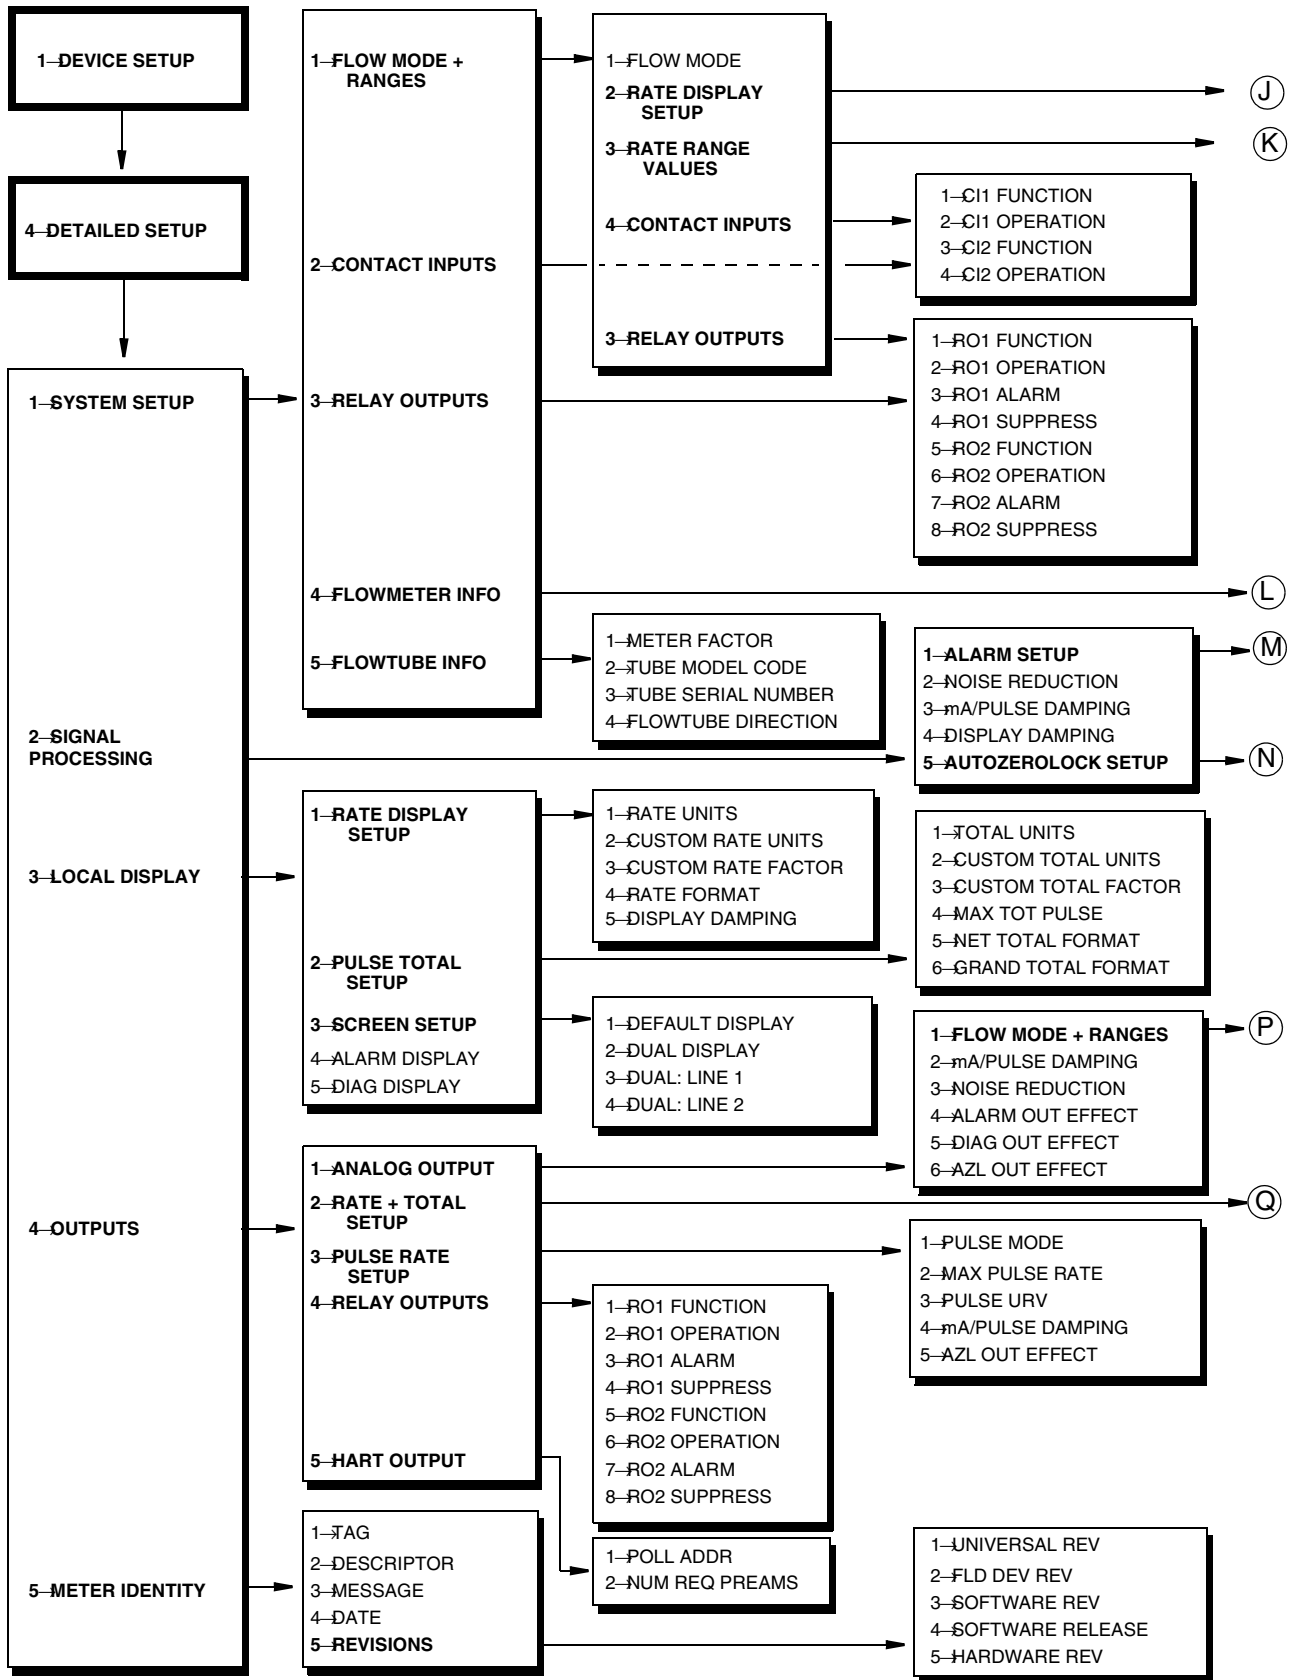 1→DEVICE SETUP
4→DETAILED SETUP
1→SYSTEM SETUP
2→SIGNAL
PROCESSING
3→LOCAL DISPLAY
4→OUTPUTS
5→METER IDENTITY
1→FLOW MODE +
RANGES
2→CONTACT INPUTS
3→RELAY OUTPUTS
4→FLOWMETER INFO
5→FLOWTUBE INFO
1→FLOW MODE
2→RATE DISPLAY
SETUP
3→RATE RANGE
VALUES
4→CONTACT INPUTS
3→RELAY OUTPUTS
J
K
1→CI1 FUNCTION
2→CI1 OPERATION
3→CI2 FUNCTION
4→CI2 OPERATION
1→RO1 FUNCTION
2→RO1 OPERATION
3→RO1 ALARM
4→RO1 SUPPRESS
5→RO2 FUNCTION
6→RO2 OPERATION
7→RO2 ALARM
8→RO2 SUPPRESS
L
1→METER FACTOR
2→TUBE MODEL CODE
3→TUBE SERIAL NUMBER
4→FLOWTUBE DIRECTION
1→ALARM SETUP
2→NOISE REDUCTION
3→mA/PULSE DAMPING
4→DISPLAY DAMPING
5→AUTOZEROLOCK SETUP
M
N
1→RATE DISPLAY
SETUP
2→PULSE TOTAL
SETUP
3→SCREEN SETUP
4→ALARM DISPLAY
5→DIAG DISPLAY
1→RATE UNITS
2→CUSTOM RATE UNITS
3→CUSTOM RATE FACTOR
4→RATE FORMAT
5→DISPLAY DAMPING
1→TOTAL UNITS
2→CUSTOM TOTAL UNITS
3→CUSTOM TOTAL FACTOR
4→MAX TOT PULSE
5→NET TOTAL FORMAT
6→GRAND TOTAL FORMAT
1→DEFAULT DISPLAY
2→DUAL DISPLAY
3→DUAL: LINE 1
4→DUAL: LINE 2
1→FLOW MODE + RANGES
2→mA/PULSE DAMPING
3→NOISE REDUCTION
4→ALARM OUT EFFECT
5→DIAG OUT EFFECT
6→AZL OUT EFFECT
P
1→ANALOG OUTPUT
2→RATE + TOTAL
SETUP
3→PULSE RATE
SETUP
4→RELAY OUTPUTS
5→HART OUTPUT
Q
1→PULSE MODE
2→MAX PULSE RATE
3→PULSE URV
4→mA/PULSE DAMPING
5→AZL OUT EFFECT
1→RO1 FUNCTION
2→RO1 OPERATION
3→RO1 ALARM
4→RO1 SUPPRESS
5→RO2 FUNCTION
6→RO2 OPERATION
7→RO2 ALARM
8→RO2 SUPPRESS
1→POLL ADDR
2→NUM REQ PREAMS
1→TAG
2→DESCRIPTOR
3→MESSAGE
4→DATE
5→REVISIONS
1→UNIVERSAL REV
2→FLD DEV REV
3→SOFTWARE REV
4→SOFTWARE RELEASE
5→HARDWARE REV